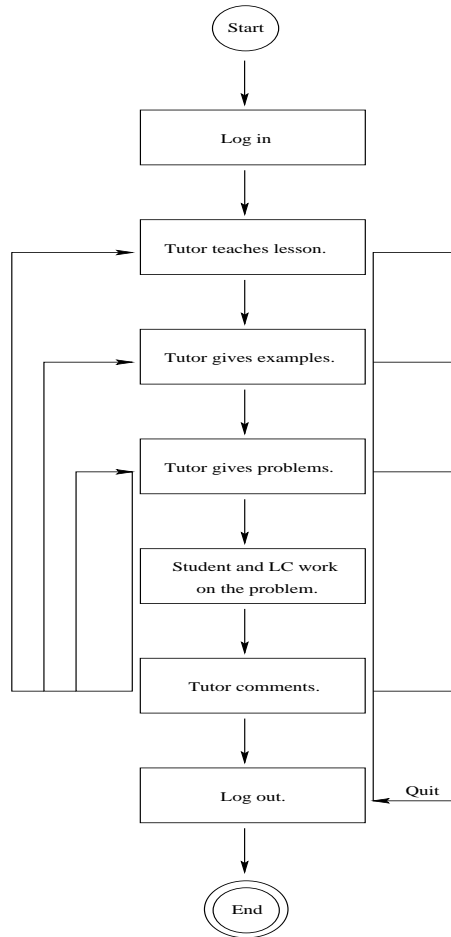 Start
Log in
Tutor teaches lesson.
Tutor gives examples.
Tutor gives problems.
Student and LC work
on the problem.
Tutor comments.
Log out.
Quit
End